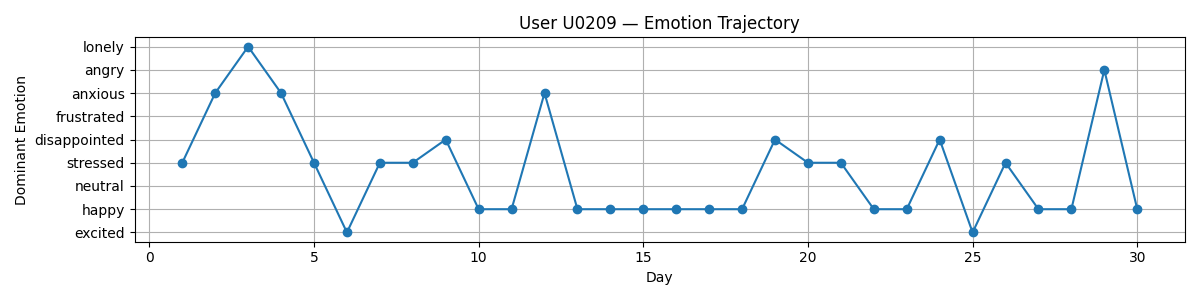 User U0209 — Emotion Trajectory
Dominant Emotion
lonely
angry
anxious
frustrated
disappointed
stressed
neutral
happy
excited
0 5 10 15 20 25 30
Day